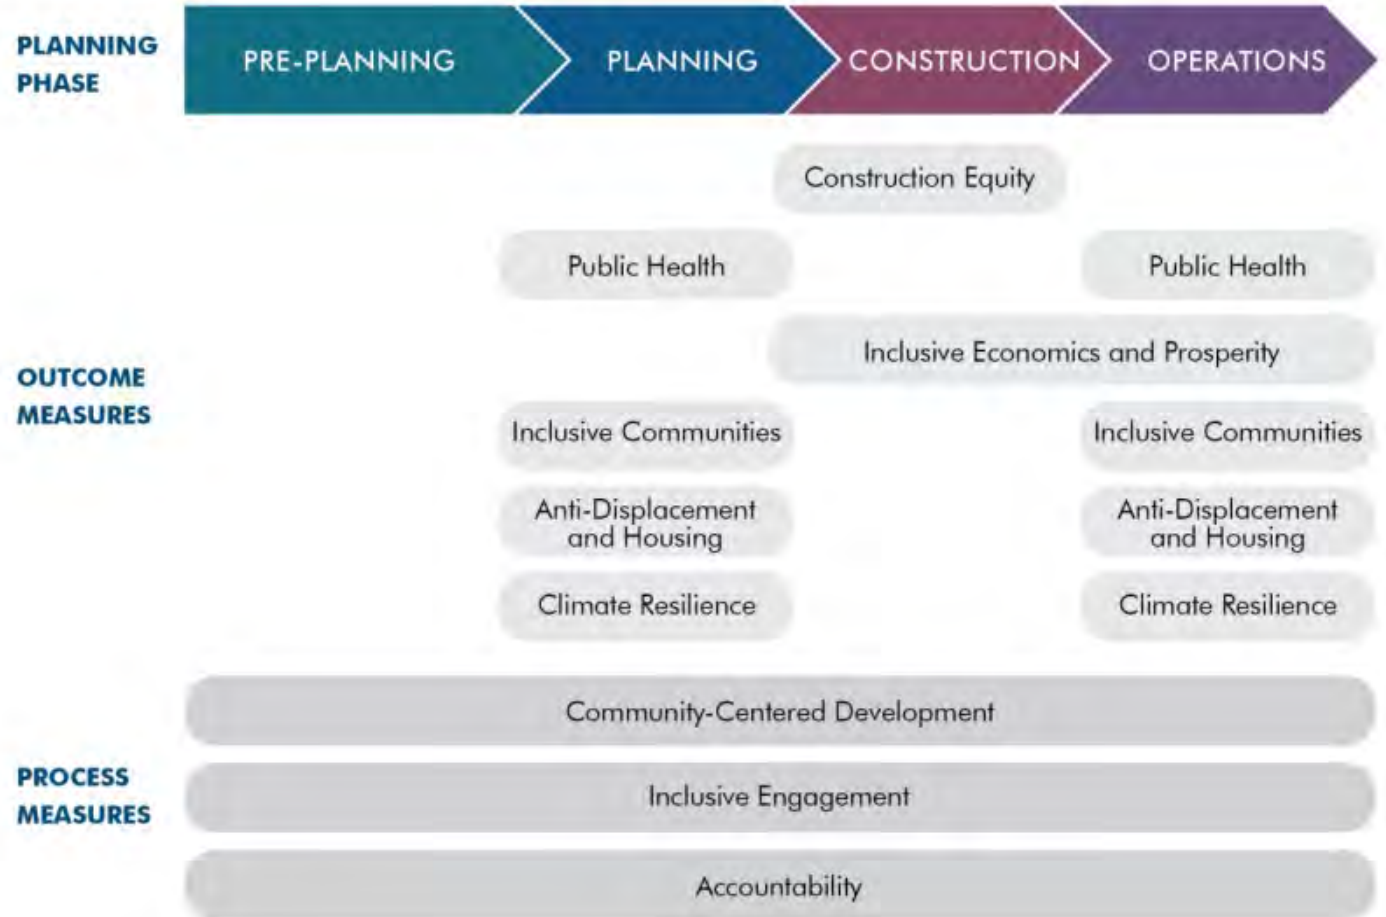 PLANNING
PHASE
PRE-PLANNING
PLANNING
CONSTRUCTION
OPERATIONS
OUTCOME
MEASURES
Construction Equity
Public Health
Public Health
Inclusive Economics and Prosperity
Inclusive Communities
Inclusive Communities
Anti-Displacement
and Housing
Anti-Displacement
and Housing
Climate Resilience
Climate Resilience
PROCESS
MEASURES
Community-Centered Development
Inclusive Engagement
Accountability